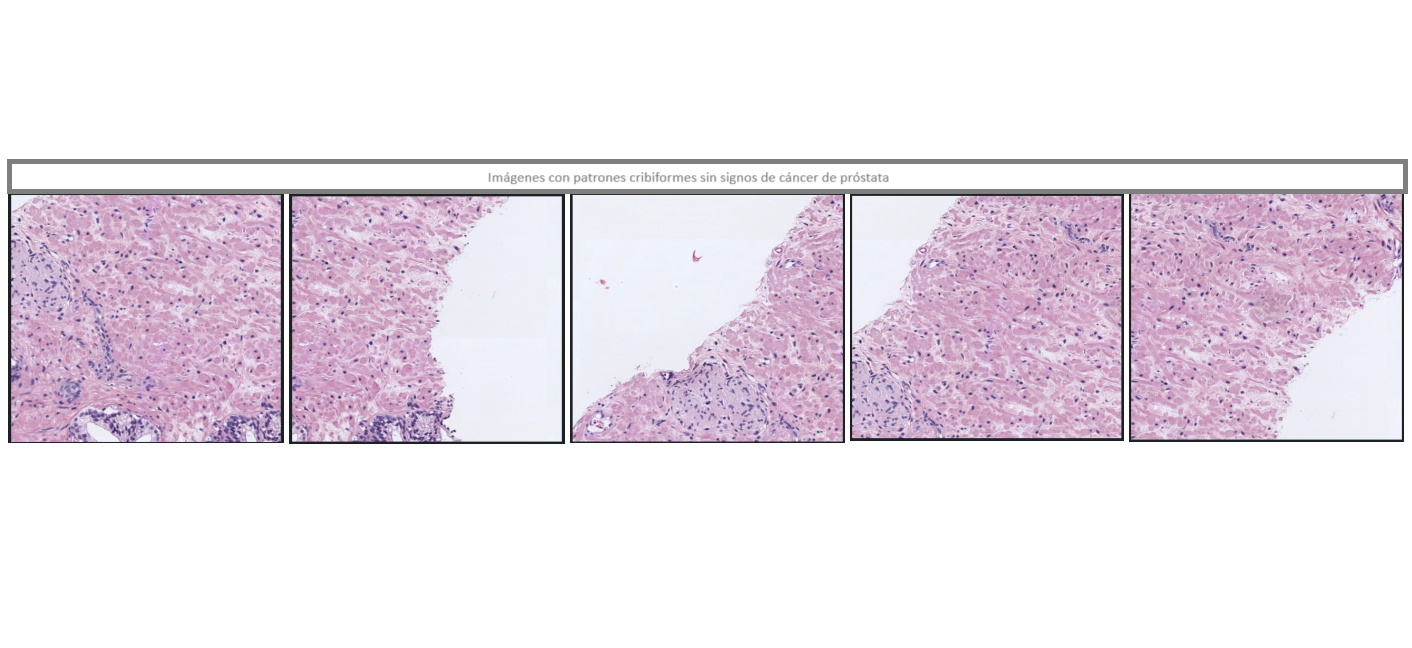 Imágenes con patrones cribiformes sin signos de cáncer de próstata